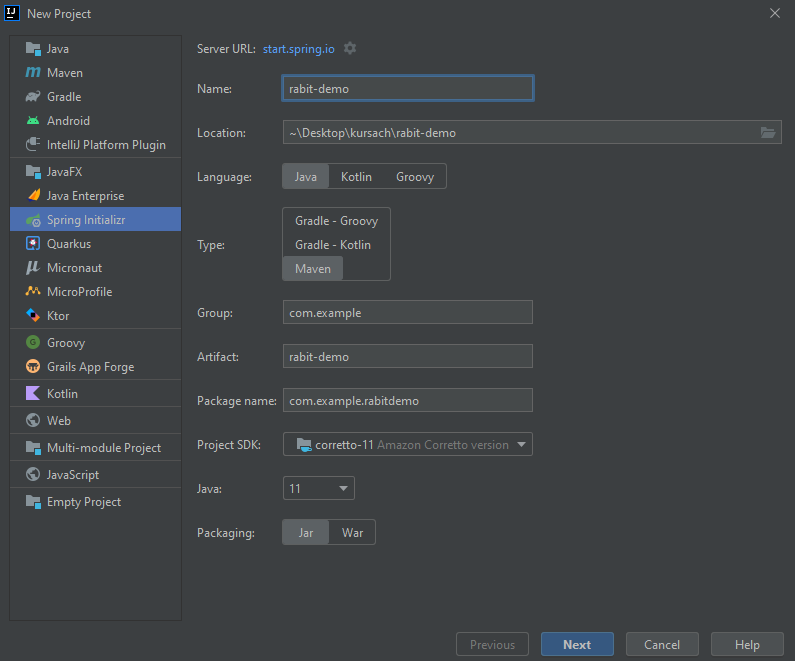 IJ New Project
Java
Maven
Gradle
Android
IntelliJ Platform Plugin
JavaFX
Java Enterprise
Spring Initializr
Quarkus
Micronaut
MicroProfile
Ktor
G Groovy
Grails App Forge
Kotlin
Web
Multi-module Project
JavaScript
Empty Project
Server URL: start.spring.io
Name: rabit-demo
Location: ~\Desktop\kursach\rabit-demo
Language: Java Kotlin Groovy
Type:
Gradle - Groovy
Gradle - Kotlin
Maven
Group: com.example
Artifact: rabit-demo
Package name: com.example.rabitdemo
Project SDK: corretto-11 Amazon Corretto version
Java: 11
Packaging: Jar War
Previous Next Cancel Help